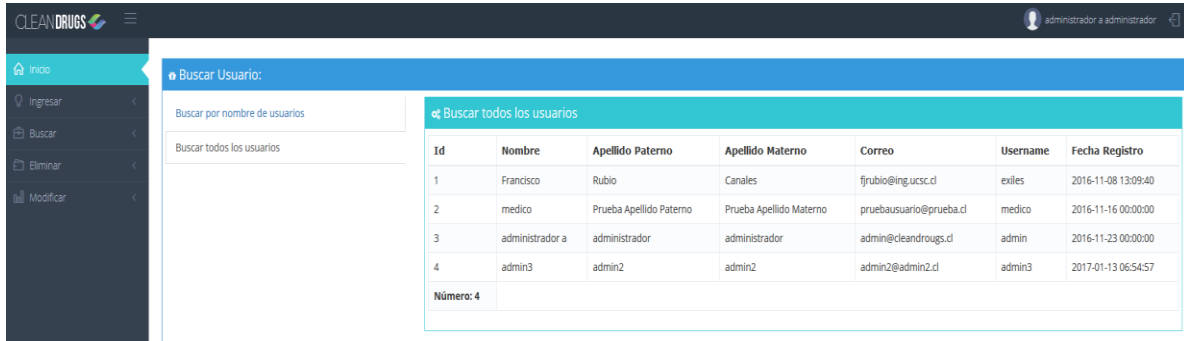 CLEANDRUGS
administrador a administrador
Inicio
Ingresar
Buscar
Eliminar
Modificar
Buscar Usuario:
Buscar por nombre de usuarios
Buscar todos los usuarios
Buscar todos los usuarios
Id Nombre Apellido Paterno Apellido Materno Correo Username Fecha Registro
1 Francisco Rubio Canales fjrubio@ing.ucsc.cl exiles 2016-11-08 13:09:40
2 medico Prueba Apellido Paterno Prueba Apellido Materno pruebausuario@prueba.cl medico 2016-11-16 00:00:00
3 administrador a administrador administrador admin@cleandrougs.cl admin 2016-11-23 00:00:00
4 admin3 admin2 admin2 admin2@admin2.cl admin3 2017-01-13 06:54:57
Número: 4